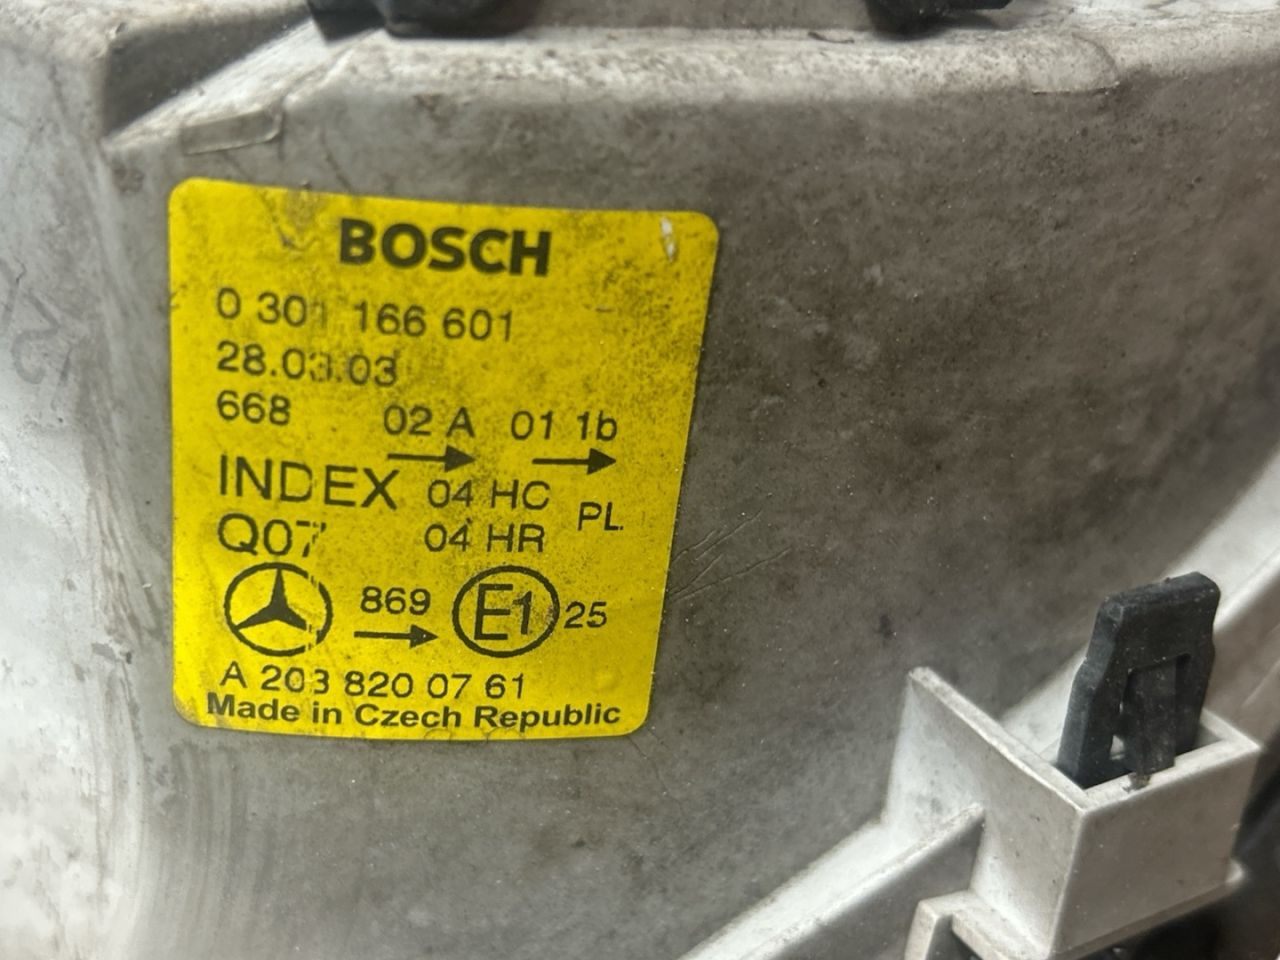 BOSCH
0 301 166 601
28.03.03
668 02 A 01 1b
INDEX 04 HC PL
Q07 04 HR
869 E1 25
A 203 820 07 61
Made in Czech Republic